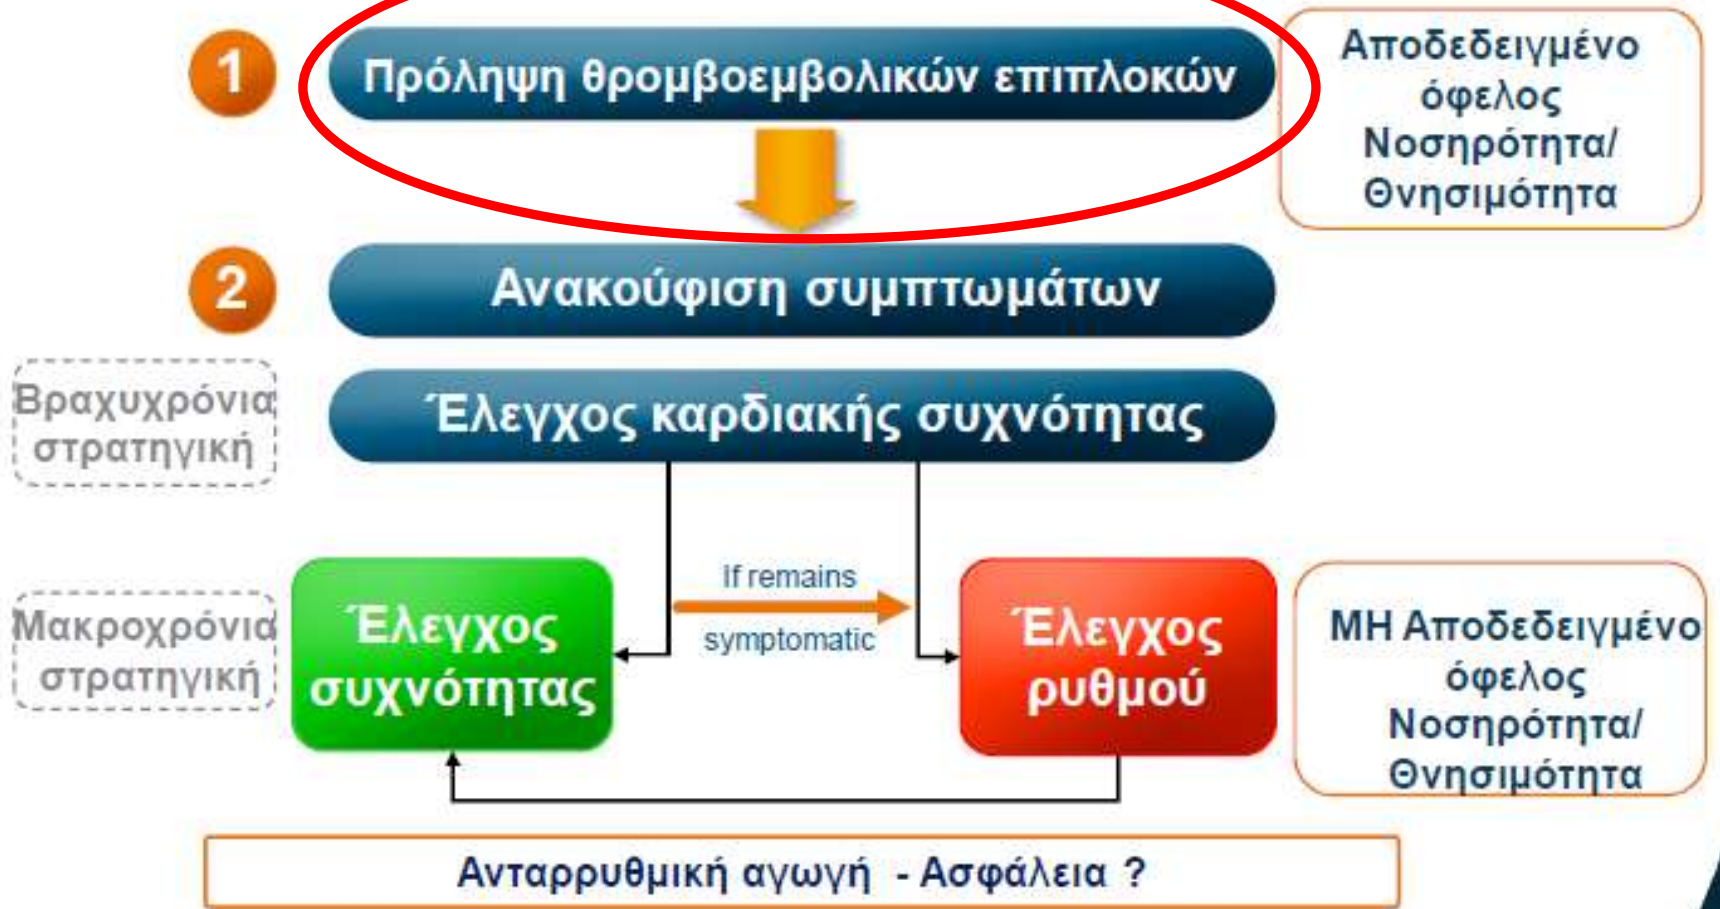 1
Πρόληψη θρομβοεμβολικών επιπλοκών
Αποδεδειγμένο
όφελος
Νοσηρότητα/
Θνησιμότητα
2
Ανακούφιση συμπτωμάτων
Βραχυχρόνια
στρατηγική
Έλεγχος καρδιακής συχνότητας
Μακροχρόνια
στρατηγική
Έλεγχος
συχνότητας
If remains
symptomatic
Έλεγχος
ρυθμού
ΜΗ Αποδεδειγμένο
όφελος
Νοσηρότητα/
Θνησιμότητα
Ανταρρυθμική αγωγή - Ασφάλεια ?